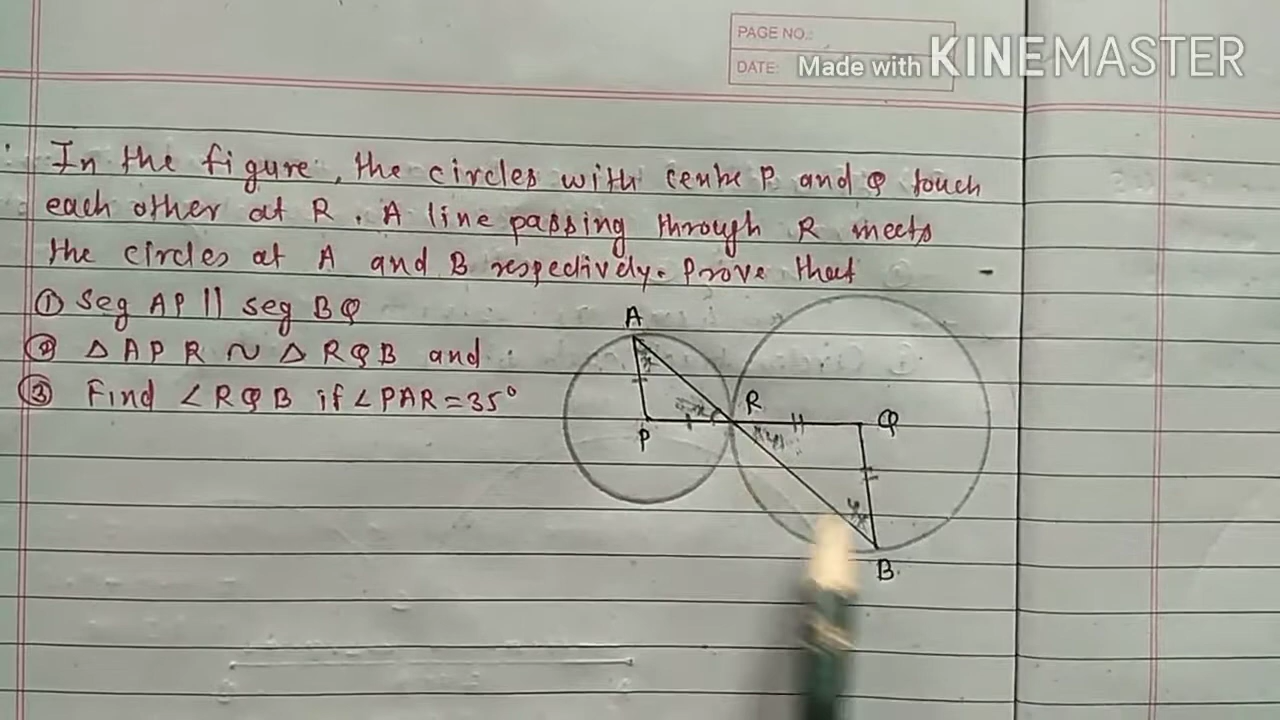 PAGE NO.:
DATE:
Made with KINEMASTER
In the figure, the circles with centre P and Q touch
each other at R. A line passing through R meets
the circles at A and B respectively. Prove that
① Seg AP || seg BQ
② △ APR ~ △ RQB and
③ Find ∠RQB if ∠PAR = 35°
A
x
R
x
P
Q
y
y
B.